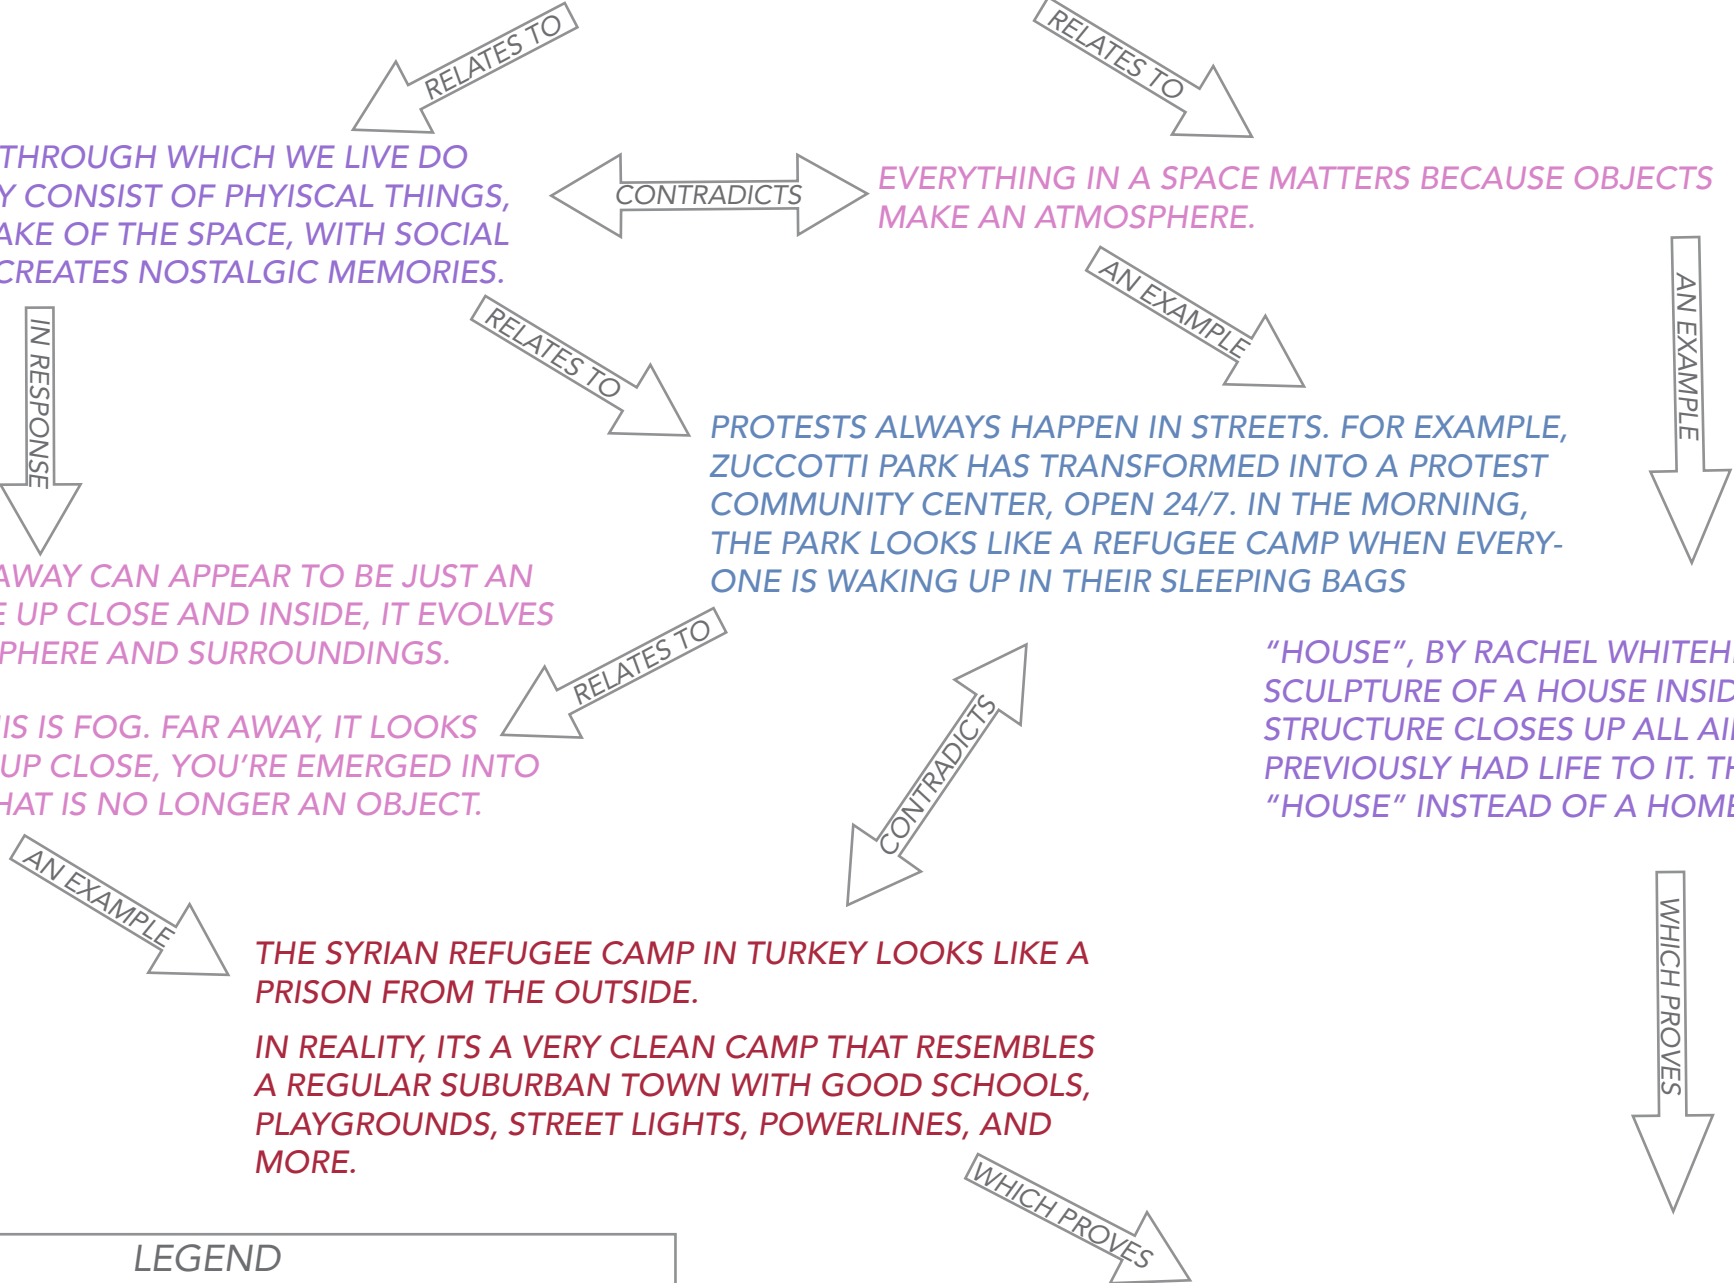 RELATES TO
RELATES TO
THROUGH WHICH WE LIVE DO
Y CONSIST OF PHYISCAL THINGS,
AKE OF THE SPACE, WITH SOCIAL
CREATES NOSTALGIC MEMORIES.
CONTRADICTS
EVERYTHING IN A SPACE MATTERS BECAUSE OBJECTS
MAKE AN ATMOSPHERE.
IN RESPONSE
RELATES TO
AN EXAMPLE
AN EXAMPLE
PROTESTS ALWAYS HAPPEN IN STREETS. FOR EXAMPLE,
ZUCCOTTI PARK HAS TRANSFORMED INTO A PROTEST
COMMUNITY CENTER, OPEN 24/7. IN THE MORNING,
THE PARK LOOKS LIKE A REFUGEE CAMP WHEN EVERY-
ONE IS WAKING UP IN THEIR SLEEPING BAGS
AWAY CAN APPEAR TO BE JUST AN
E UP CLOSE AND INSIDE, IT EVOLVES
PHERE AND SURROUNDINGS.
IS IS FOG. FAR AWAY, IT LOOKS
UP CLOSE, YOU'RE EMERGED INTO
HAT IS NO LONGER AN OBJECT.
RELATES TO
CONTRADICTS
"HOUSE", BY RACHEL WHITEH
SCULPTURE OF A HOUSE INSID
STRUCTURE CLOSES UP ALL AI
PREVIOUSLY HAD LIFE TO IT. TH
"HOUSE" INSTEAD OF A HOME
AN EXAMPLE
THE SYRIAN REFUGEE CAMP IN TURKEY LOOKS LIKE A
PRISON FROM THE OUTSIDE.
IN REALITY, ITS A VERY CLEAN CAMP THAT RESEMBLES
A REGULAR SUBURBAN TOWN WITH GOOD SCHOOLS,
PLAYGROUNDS, STREET LIGHTS, POWERLINES, AND
MORE.
WHICH PROVES
WHICH PROVES
LEGEND